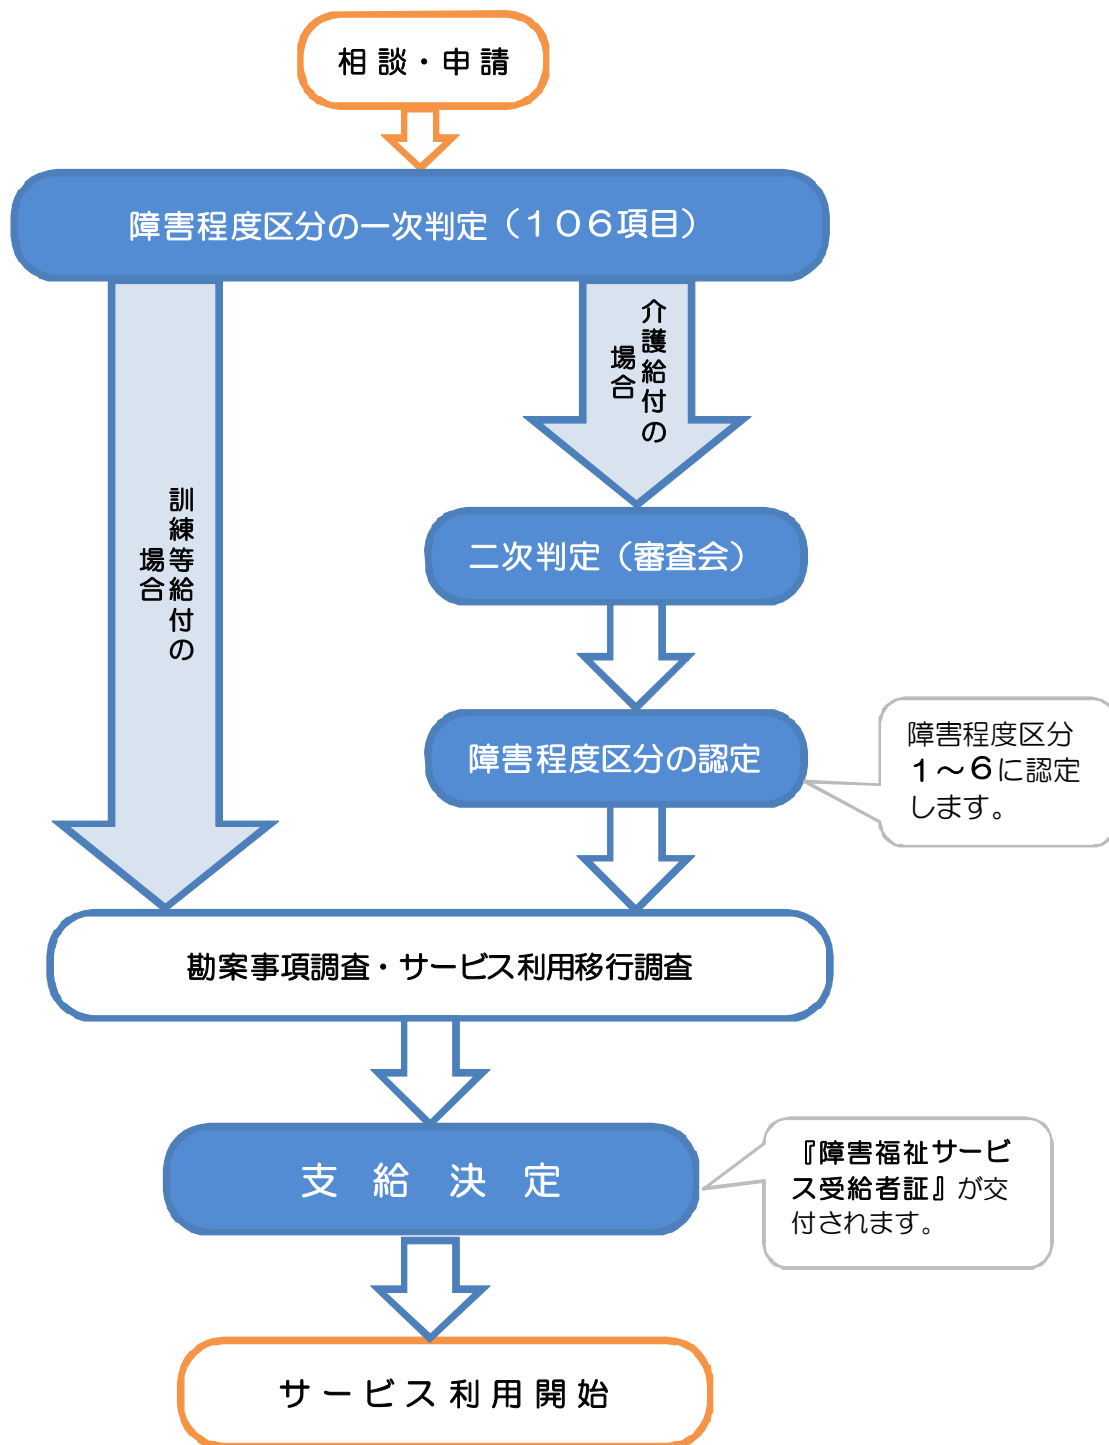 相談・申請
障害程度区分の一次判定（１０６項目）
介護給付の
場合
訓練等給付の
場合
二次判定（審査会）
障害程度区分の認定
障害程度区分
１～６に認定
します。
勘案事項調査・サービス利用移行調査
支給決定
『障害福祉サービ
ス受給者証』が交
付されます。
サービス利用開始